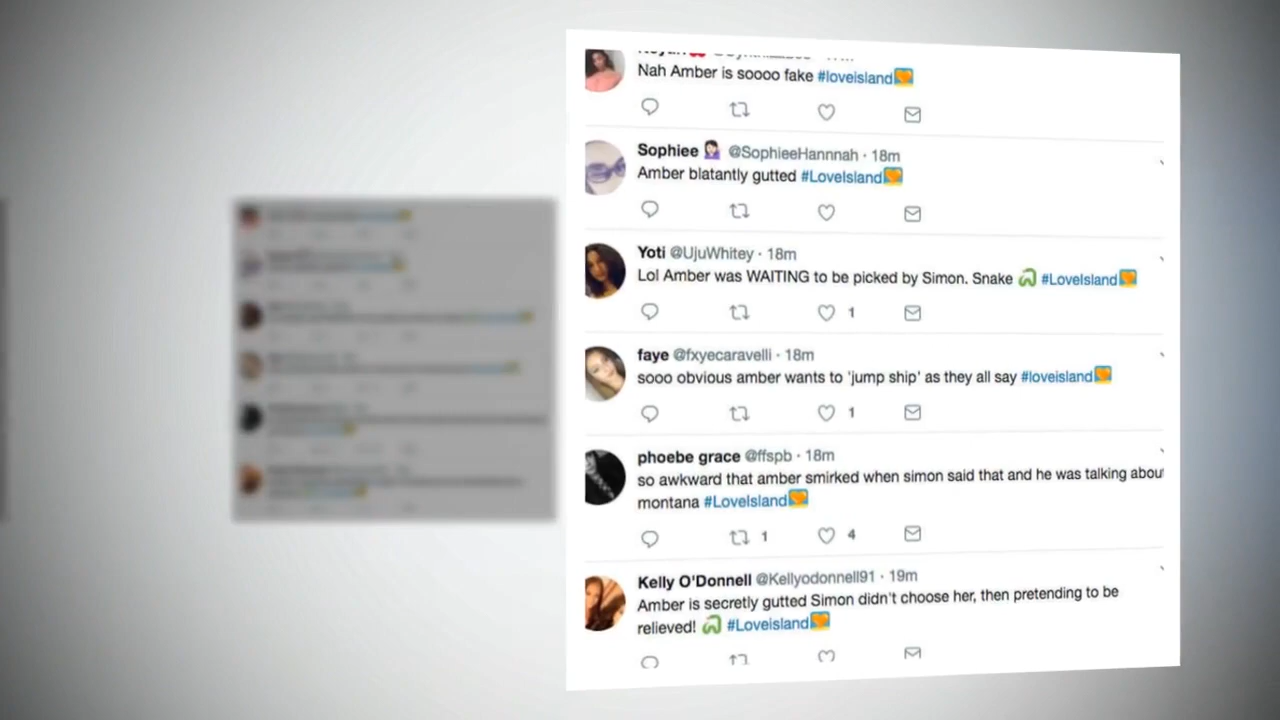 Nah Amber is soooo fake #loveisland
Sophiee @SophieeHannnah · 18m
Amber blatantly gutted #LoveIsland
Yoti @UjuWhitey · 18m
Lol Amber was WAITING to be picked by Simon. Snake #LoveIsland
1
faye @fxyecaravelli · 18m
sooo obvious amber wants to 'jump ship' as they all say #loveisland
1
phoebe grace @ffspb · 18m
so awkward that amber smirked when simon said that and he was talking
montana #LoveIsland
1 4
Kelly O'Donnell @Kellyodonnell91 · 19m
Amber is secretly gutted Simon didn't choose her, then pretending to be
relieved! #Loveisland